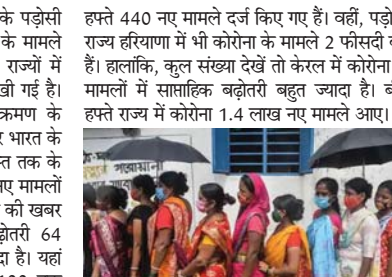 के पड़ोसी
के मामले
राज्यों में
खी गई है।
क्रमण के
र भारत के
स्त तक के
नए मामलों
की खबर
ढ़ोतरी 64
दा है। यहां
हफ्ते 440 नए मामले दर्ज किए गए हैं। वहीं, पड़ो
राज्य हरियाणा में भी कोरोना के मामले 2 फीसदी ब
हैं। हालांकि, कुल संख्या देखें तो केरल में कोरोना
मामलों में साप्ताहिक बढ़ोतरी बहुत ज्यादा है। बी
हफ्ते राज्य में कोरोना 1.4 लाख नए मामले आए।